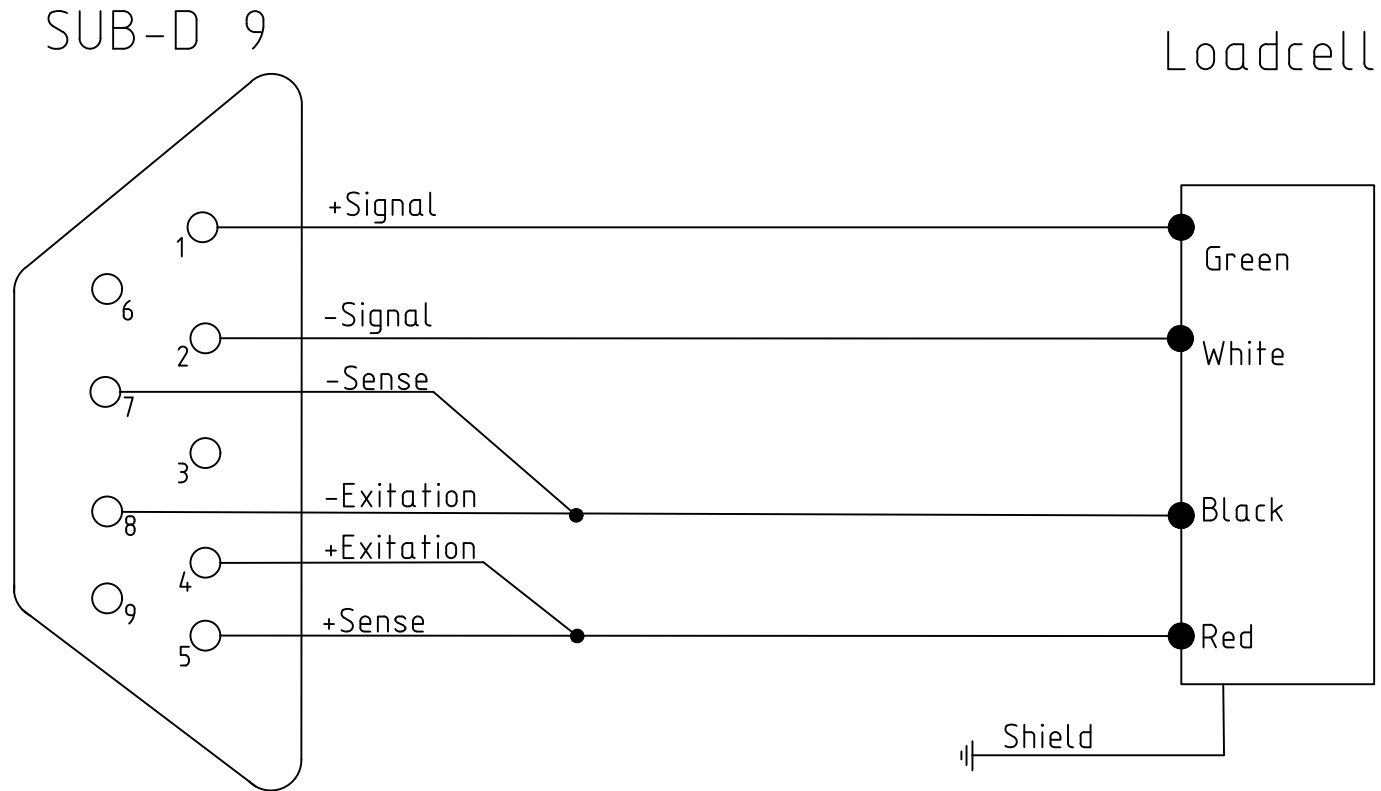 SUB-D 9
Loadcell
+Signal
1
Green
6
-Signal
2
White
-Sense
7
3
-Exitation
8
Black
+Exitation
4
9
+Sense
5
Red
Shield